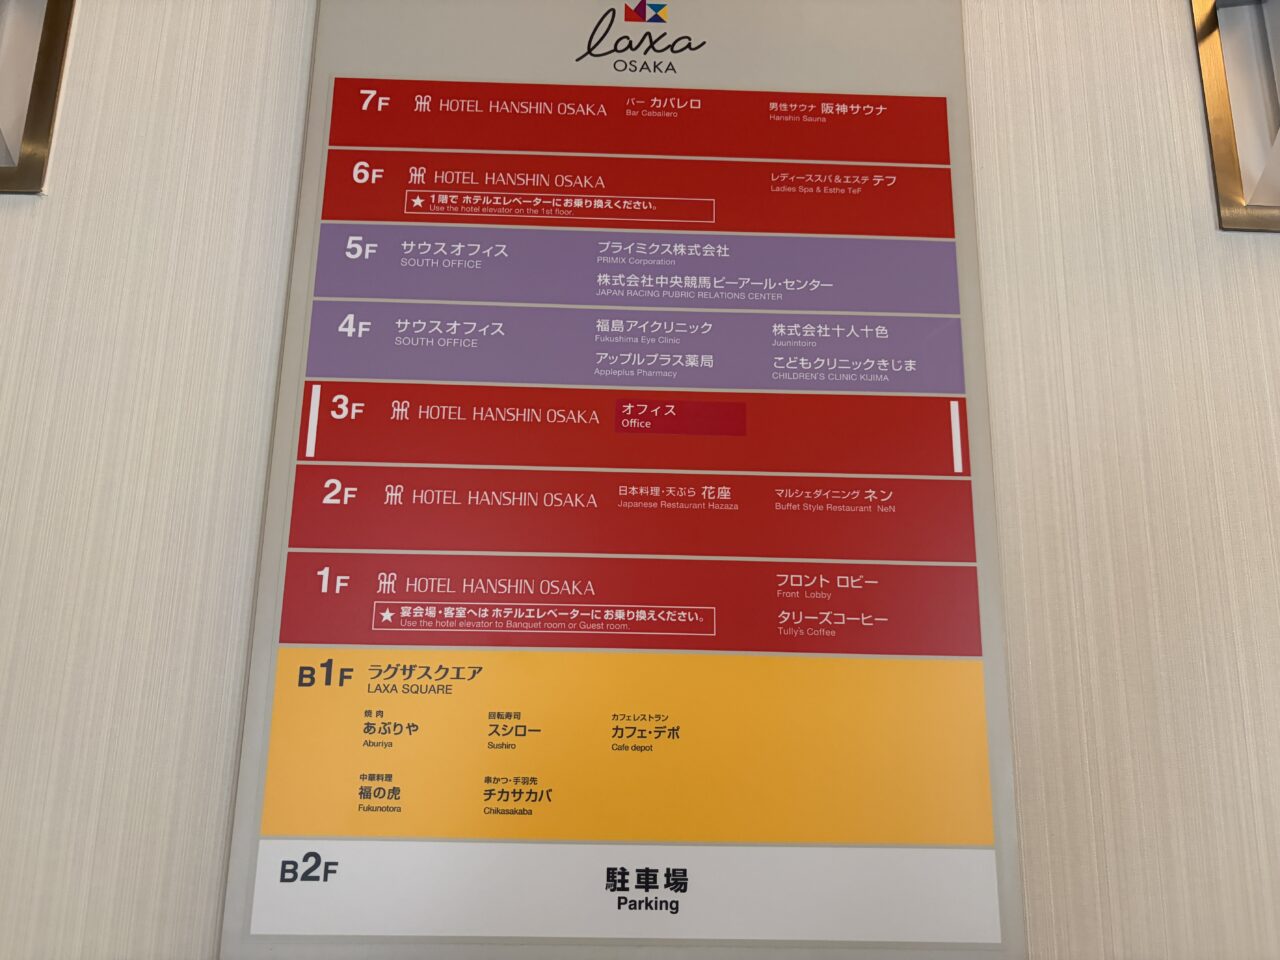 laxa
OSAKA
7F HOTEL HANSHIN OSAKA バー カバレロ 男性サウナ 阪神サウナ
Bar Caballero Hanshin Sauna
6F HOTEL HANSHIN OSAKA レディーススパ&エステ テフ
Ladies Spa & Esthe TeF
★ 1階で ホテルエレベーターにお乗り換えください。
Use the hotel elevator on the 1st floor.
5F サウスオフィス プライミクス株式会社
SOUTH OFFICE PRIMIX Corporation
株式会社中央競馬ピーアール・センター
JAPAN RACING PUBRIC RELATIONS CENTER
4F サウスオフィス 福島アイクリニック 株式会社十人十色
SOUTH OFFICE Fukushima Eye Clinic Juunintoiro
アップルプラス薬局 こどもクリニックきじま
Appleplus Pharmacy CHILDREN'S CLINIC KIJIMA
3F HOTEL HANSHIN OSAKA オフィス
Office
2F HOTEL HANSHIN OSAKA 日本料理・天ぷら 花座 マルシェダイニング ネン
Japanese Restaurant Hazaza Buffet Style Restaurant NeN
1F HOTEL HANSHIN OSAKA フロント ロビー
Front Lobby
★ 宴会場・客室へは ホテルエレベーターにお乗り換えください。 タリーズコーヒー
Use the hotel elevator to Banquet room or Guest room. Tully's Coffee
B1F ラグザスクエア
LAXA SQUARE
焼肉 回転寿司 カフェレストラン
あぶりや スシロー カフェ・デポ
Aburiya Sushiro Cafe depot
中華料理 串かつ・手羽先
福の虎 チカサカバ
Fukunotora Chikasakaba
B2F 駐車場
Parking